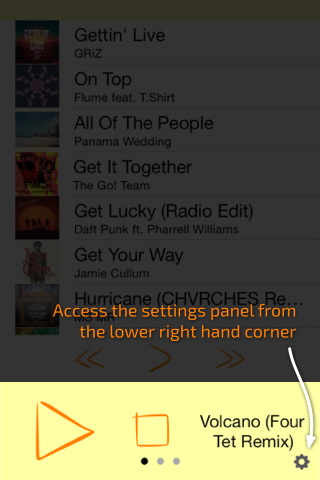 Gettin' Live
GRiZ
On Top
Flume feat. T.Shirt
All Of The People
Panama Wedding
Get It Together
The Go! Team
Get Lucky (Radio Edit)
Daft Punk ft. Pharrell Williams
Get Your Way
Jamie Cullum
Hurricane (CHVRCHES Re...
MS MR
Access the settings panel from
the lower right hand corner
Volcano (Four
Tet Remix)